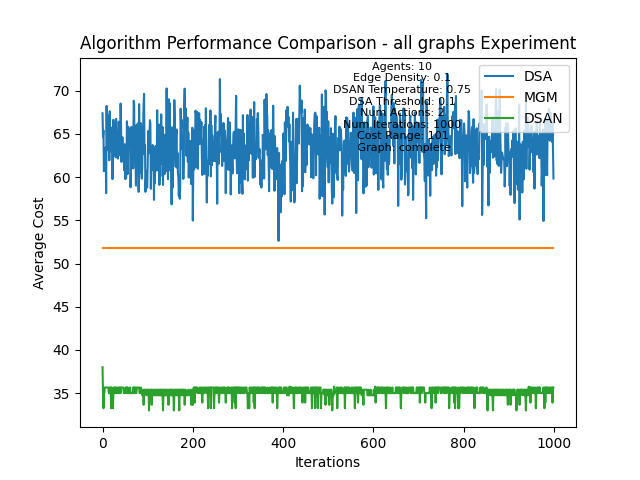 Algorithm Performance Comparison - all graphs Experiment
Agents: 10
Edge Density: 0.1
DSAN Temperature: 0.75
DSA Threshold: 0.1
Num Actions: 2
Num Iterations: 1000
Cost Range: 101
Graph: complete
DSA
MGM
DSAN
Average Cost
70
65
60
55
50
45
40
35
0
200
400
600
800
1000
Iterations